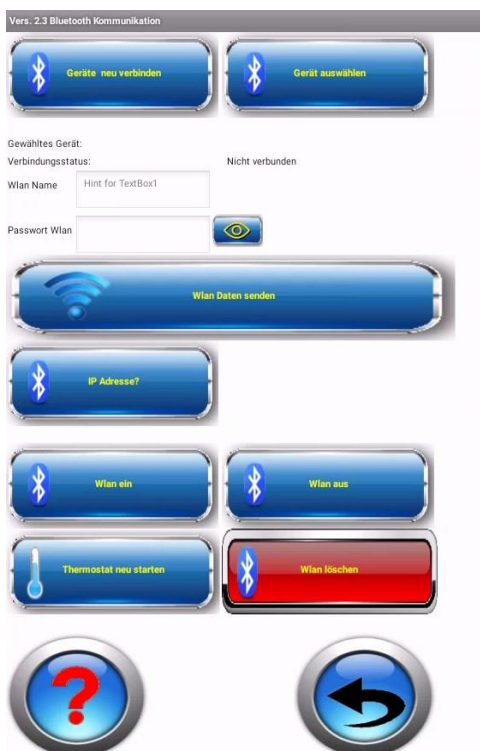 Vers. 2.3 Bluetooth Kommunikation
Geräte neu verbinden
Gerät auswählen
Gewähltes Gerät:
Verbindungsstatus: Nicht verbunden
Wlan Name Hint for TextBox1
Passwort Wlan
Wlan Daten senden
IP Adresse?
Wlan ein
Wlan aus
Thermostat neu starten
Wlan löschen
?